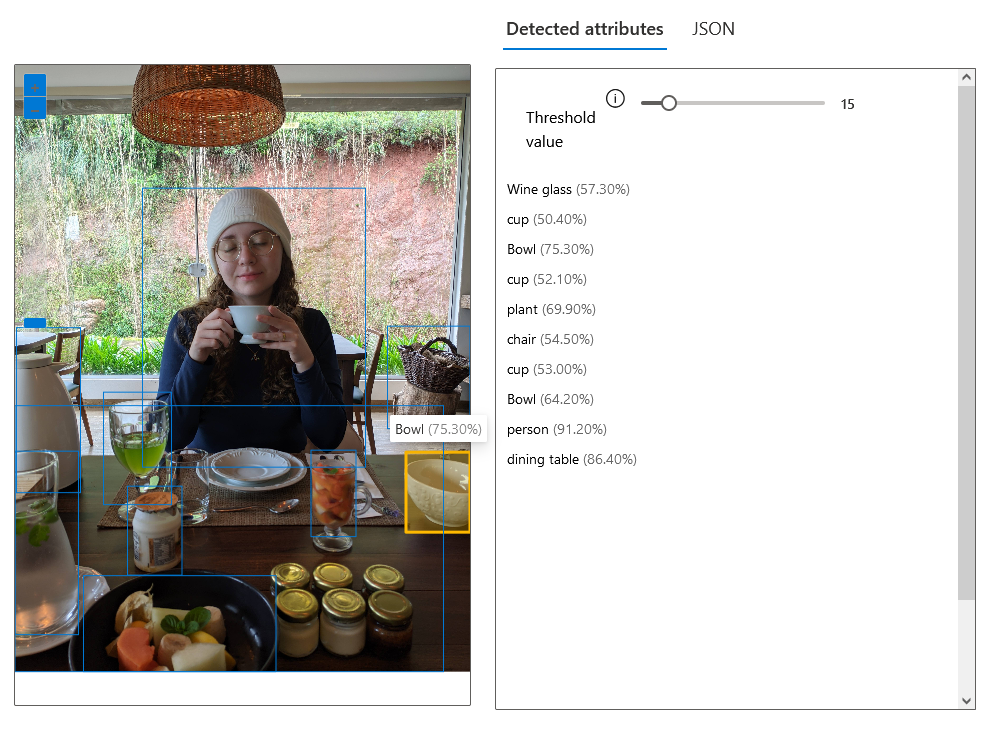 Detected attributes JSON
Threshold
value
15
Wine glass (57.30%)
cup (50.40%)
Bowl (75.30%)
cup (52.10%)
plant (69.90%)
chair (54.50%)
cup (53.00%)
Bowl (64.20%)
person (91.20%)
dining table (86.40%)
Bowl (75.30%)